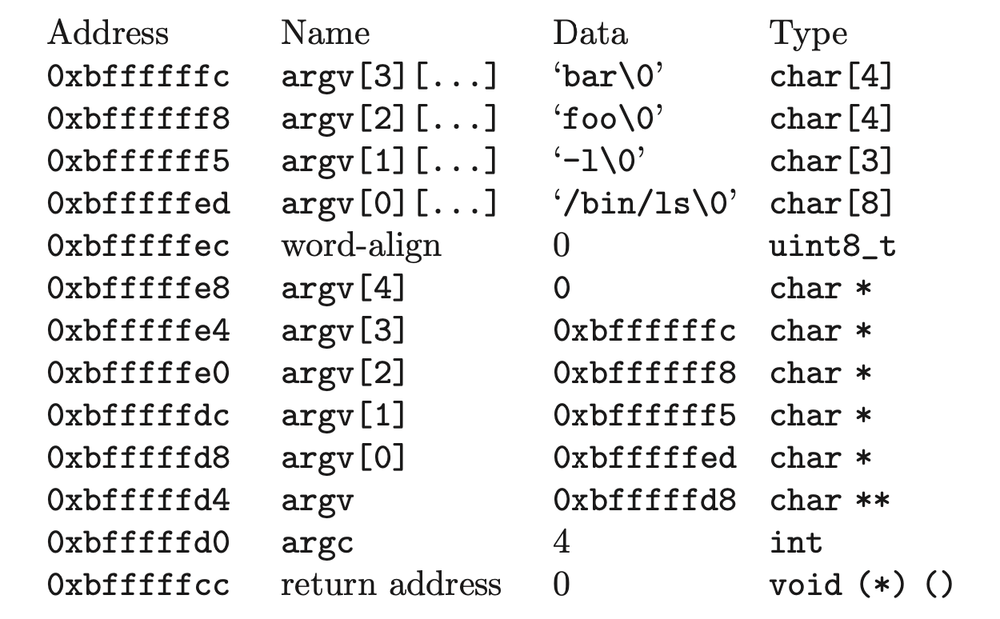 Address Name Data Type
0xbffffffc argv[3][...] ‘bar\0’ char[4]
0xbffffff8 argv[2][...] ‘foo\0’ char[4]
0xbffffff5 argv[1][...] ‘-l\0’ char[3]
0xbfffffed argv[0][...] ‘/bin/ls\0’ char[8]
0xbfffffec word-align 0 uint8_t
0xbfffffe8 argv[4] 0 char *
0xbfffffe4 argv[3] 0xbffffffc char *
0xbfffffe0 argv[2] 0xbffffff8 char *
0xbfffffdc argv[1] 0xbffffff5 char *
0xbfffffd8 argv[0] 0xbfffffed char *
0xbfffffd4 argv 0xbfffffd8 char **
0xbfffffd0 argc 4 int
0xbfffffcc return address 0 void (*) ()